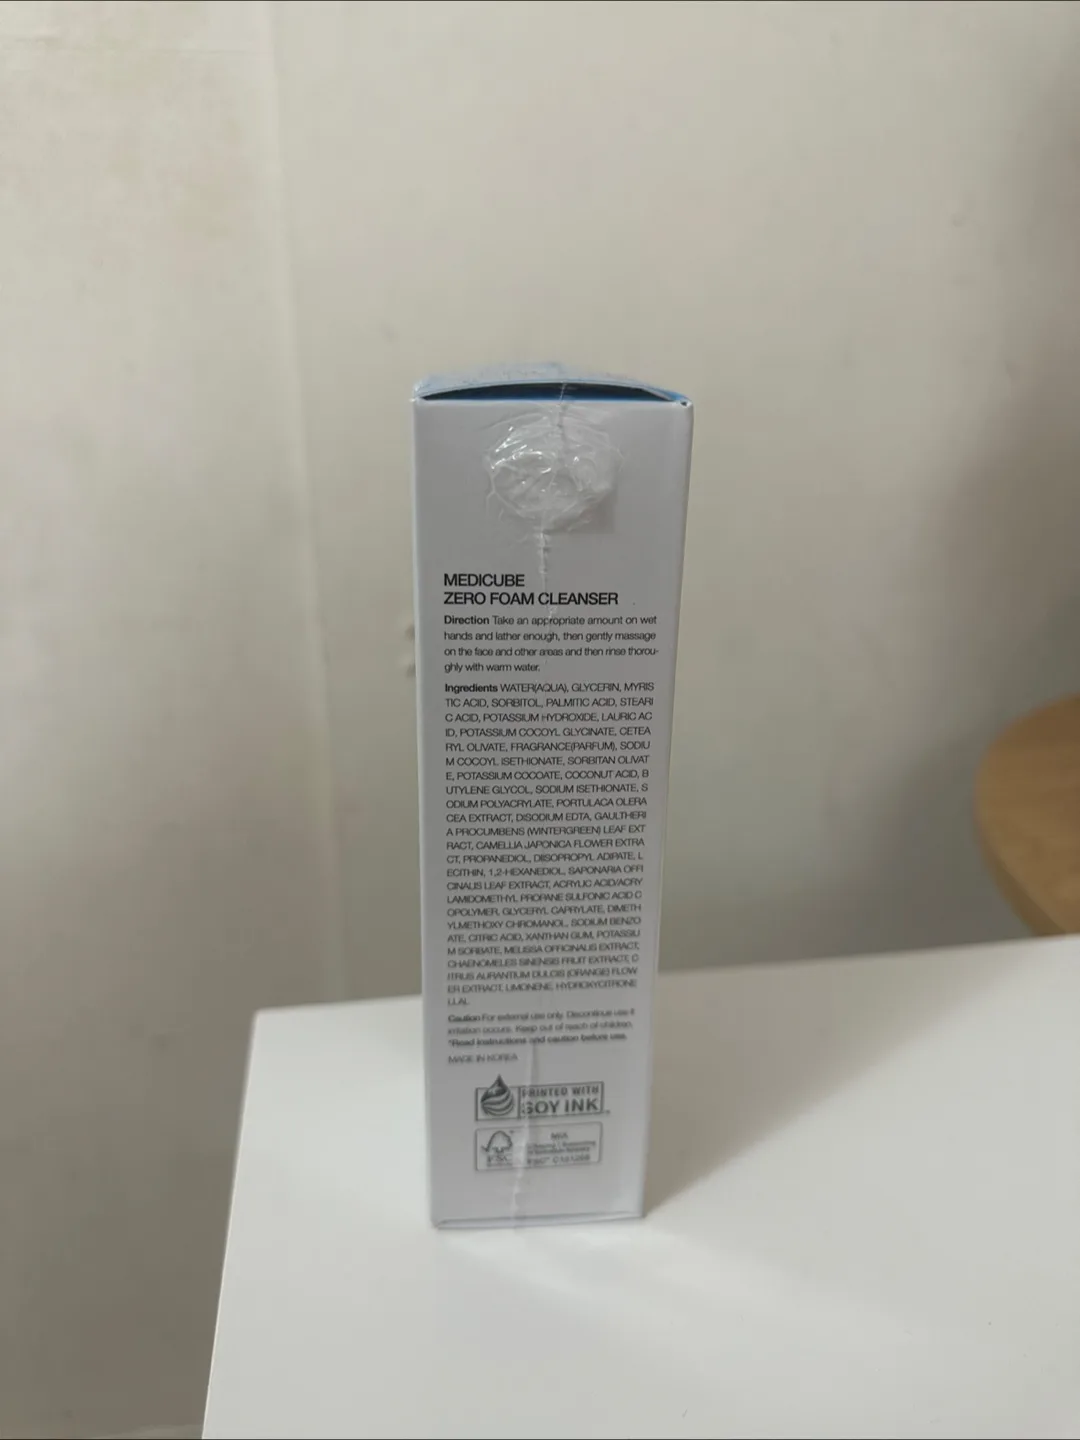 MEDICUBE
ZERO FOAM CLEANSER
Direction Take an appropriate amount on wet
hands and lather enough, then gently massage
on the face and other areas and then rinse thorou-
ghly with warm water.
Ingredients WATER(AQUA), GLYCERIN, MYRIS
TIC ACID, SORBITOL, PALMITIC ACID, STEARI
C ACID, POTASSIUM HYDROXIDE, LAURIC AC
ID, POTASSIUM COCOYL GLYCINATE, CETEA
RYL OLIVATE, FRAGRANCE(PARFUM), SODIU
M COCOYL ISETHIONATE, SORBITAN OLIVAT
E, POTASSIUM COCOATE, COCONUT ACID, B
UTYLENE GLYCOL, SODIUM ISETHIONATE, S
ODIUM POLYACRYLATE, PORTULACA OLERA
CEA EXTRACT, DISODIUM EDTA, GAULTHERI
A PROCUMBENS (WINTERGREEN) LEAF EXT
RACT, CAMELLIA JAPONICA FLOWER EXTRA
CT, PROPANEDIOL, DIISOPROPYL ADIPATE, L
ECITHIN, 1,2-HEXANEDIOL, SAPONARIA OFFI
CINALIS LEAF EXTRACT, ACRYLIC ACID/ACRY
LAMIDOMETHYL PROPANE SULFONIC ACID C
OPOLYMER, GLYCERYL CAPRYLATE, DIMETH
YLMETHOXY CHROMANOL, SODIUM BENZO
ATE, CITRIC ACID, XANTHAN GUM, POTASSIU
M SORBATE, MELISSA OFFICINALIS EXTRACT,
CHAENOMELES SINENSIS FRUIT EXTRACT, C
ITRUS AURANTIUM DULCIS (ORANGE) FLOW
ER EXTRACT, LIMONENE, HYDROXYCITRONE
LLAL
Caution For external use only. Discontinue use if
irritation occurs. Keep out of reach of children.
*Read instructions and caution before use.
MADE IN KOREA
PRINTED WITH
SOY INK
MIX
FSC